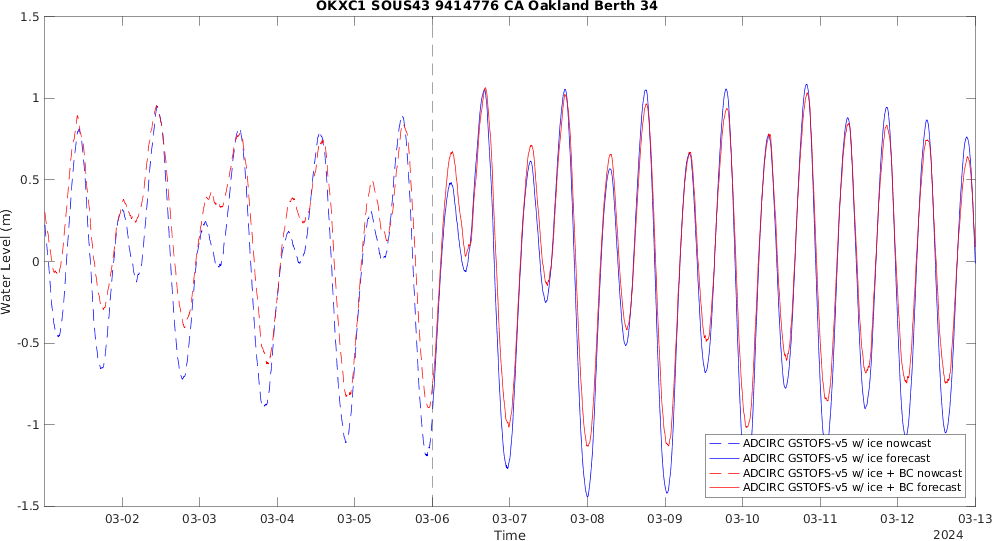 OKXC1 SOUS43 9414776 CA Oakland Berth 34
Water Level (m)
1.5
1
0.5
0
-0.5
-1
-1.5
ADCIRC GSTOFS-v5 w/ ice nowcast
ADCIRC GSTOFS-v5 w/ ice forecast
ADCIRC GSTOFS-v5 w/ ice + BC nowcast
ADCIRC GSTOFS-v5 w/ ice + BC forecast
03-02 03-03 03-04 03-05 03-06 03-07 03-08 03-09 03-10 03-11 03-12 03-13
Time
2024